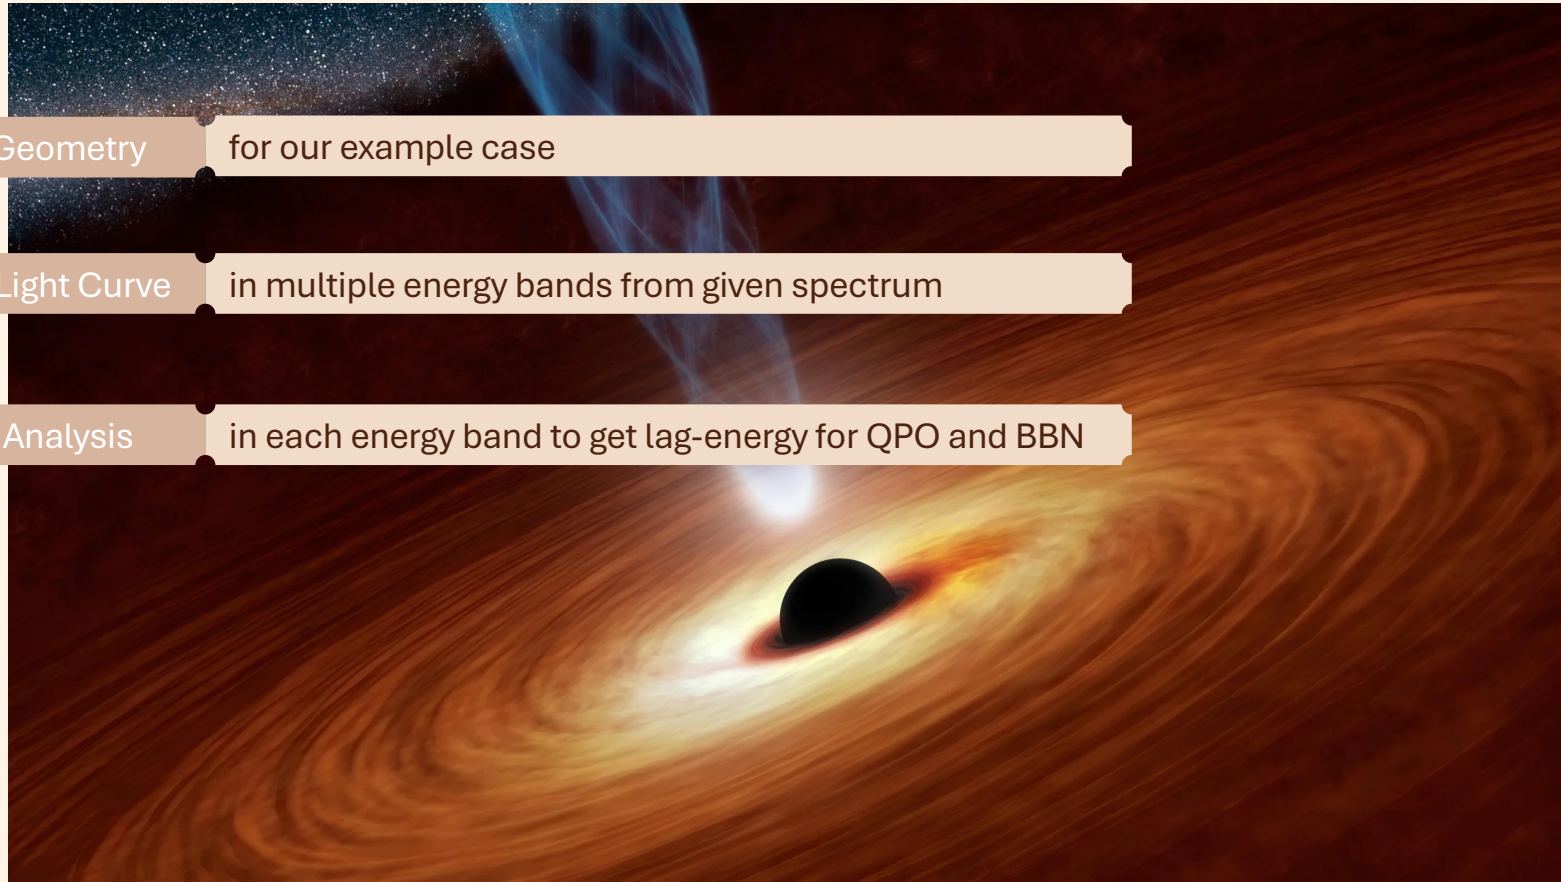 Geometry for our example case
Light Curve in multiple energy bands from given spectrum
Analysis in each energy band to get lag-energy for QPO and BBN